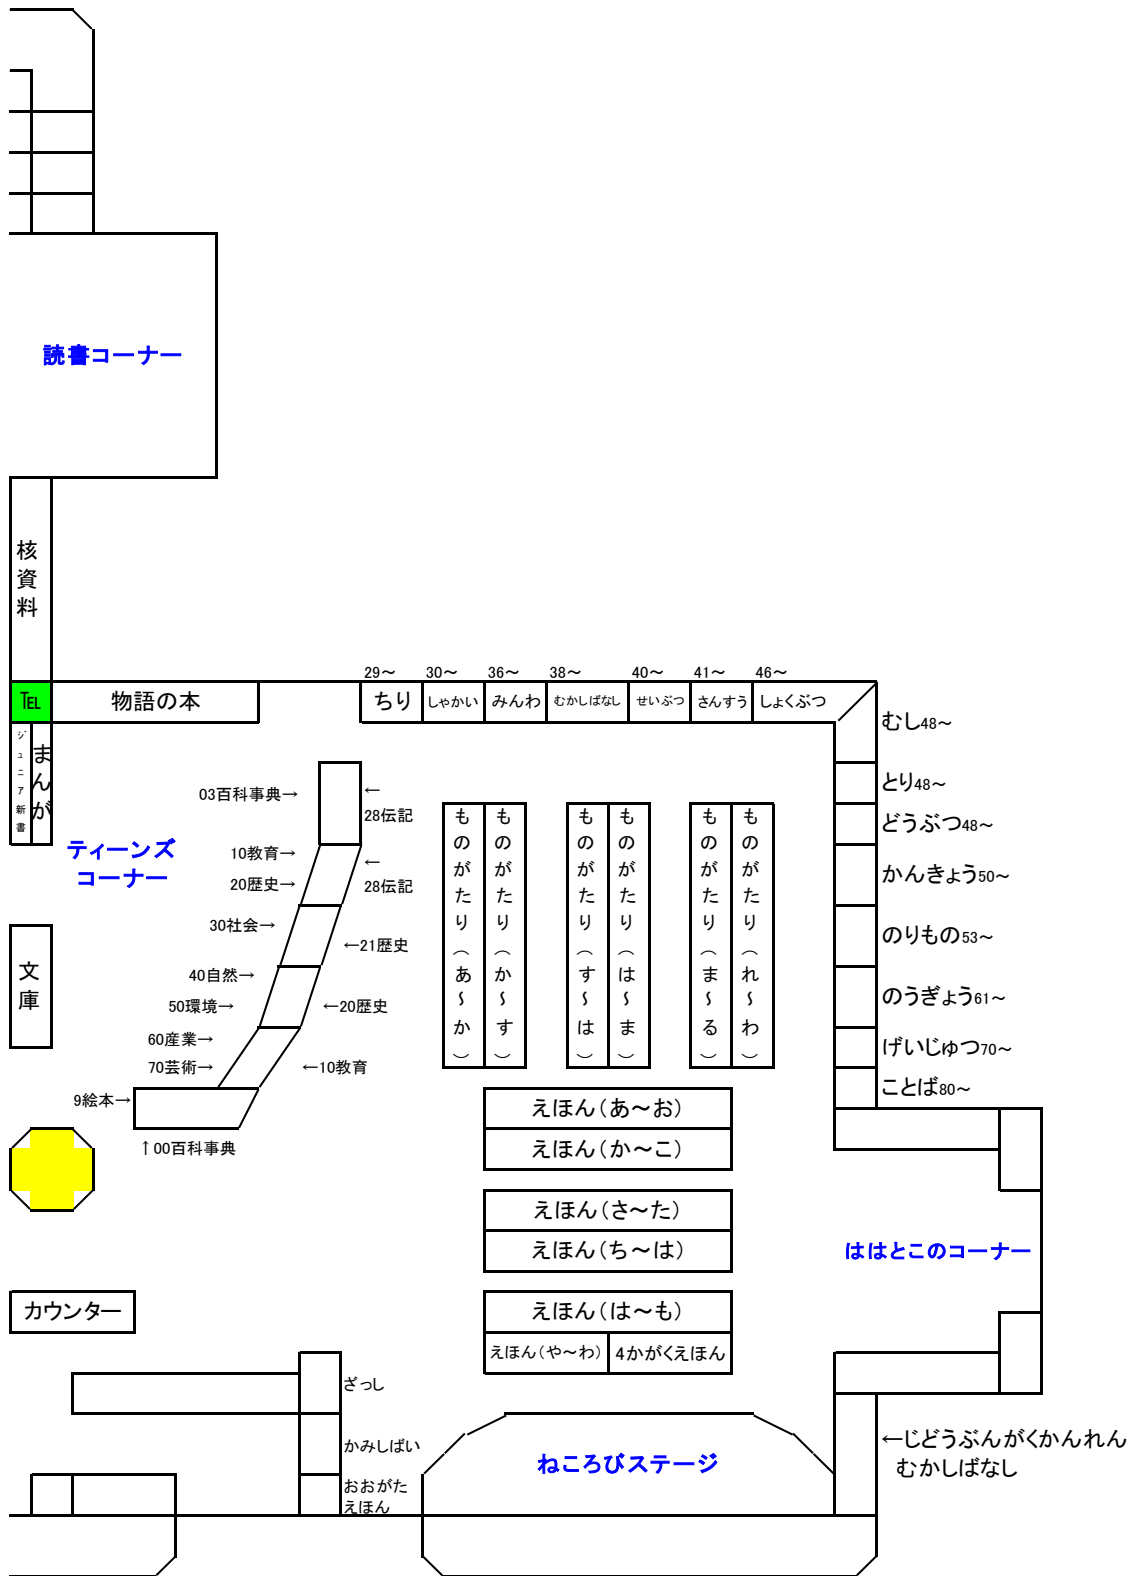 読書コーナー
核資料
29～
30～
36～
38～
40～
41～
46～
TEL
物語の本
ちり
しゃかい
みんわ
むかしばなし
せいぶつ
さんすう
しょくぶつ
むし48～
ジュニア新書
まんが
とり48～
03百科事典→
←
28伝記
どうぶつ48～
ものがたり（あ～か）
ものがたり（か～す）
ものがたり（す～は）
ものがたり（は～ま）
ものがたり（ま～る）
ものがたり（れ～わ）
ティーンズ
コーナー
10教育→
←
28伝記
20歴史→
かんきょう50～
30社会→
←21歴史
のりもの53～
文庫
40自然→
50環境→
←20歴史
のうぎょう61～
60産業→
70芸術→
←10教育
げいじゅつ70～
ことば80～
9絵本→
↑00百科事典
えほん（あ～お）
えほん（か～こ）
えほん（さ～た）
えほん（ち～は）
ははとこのコーナー
カウンター
えほん（は～も）
えほん（や～わ）
4かがくえほん
ざっし
かみしばい
おおがた
えほん
ねころびステージ
←じどうぶんがくかんれん
むかしばなし